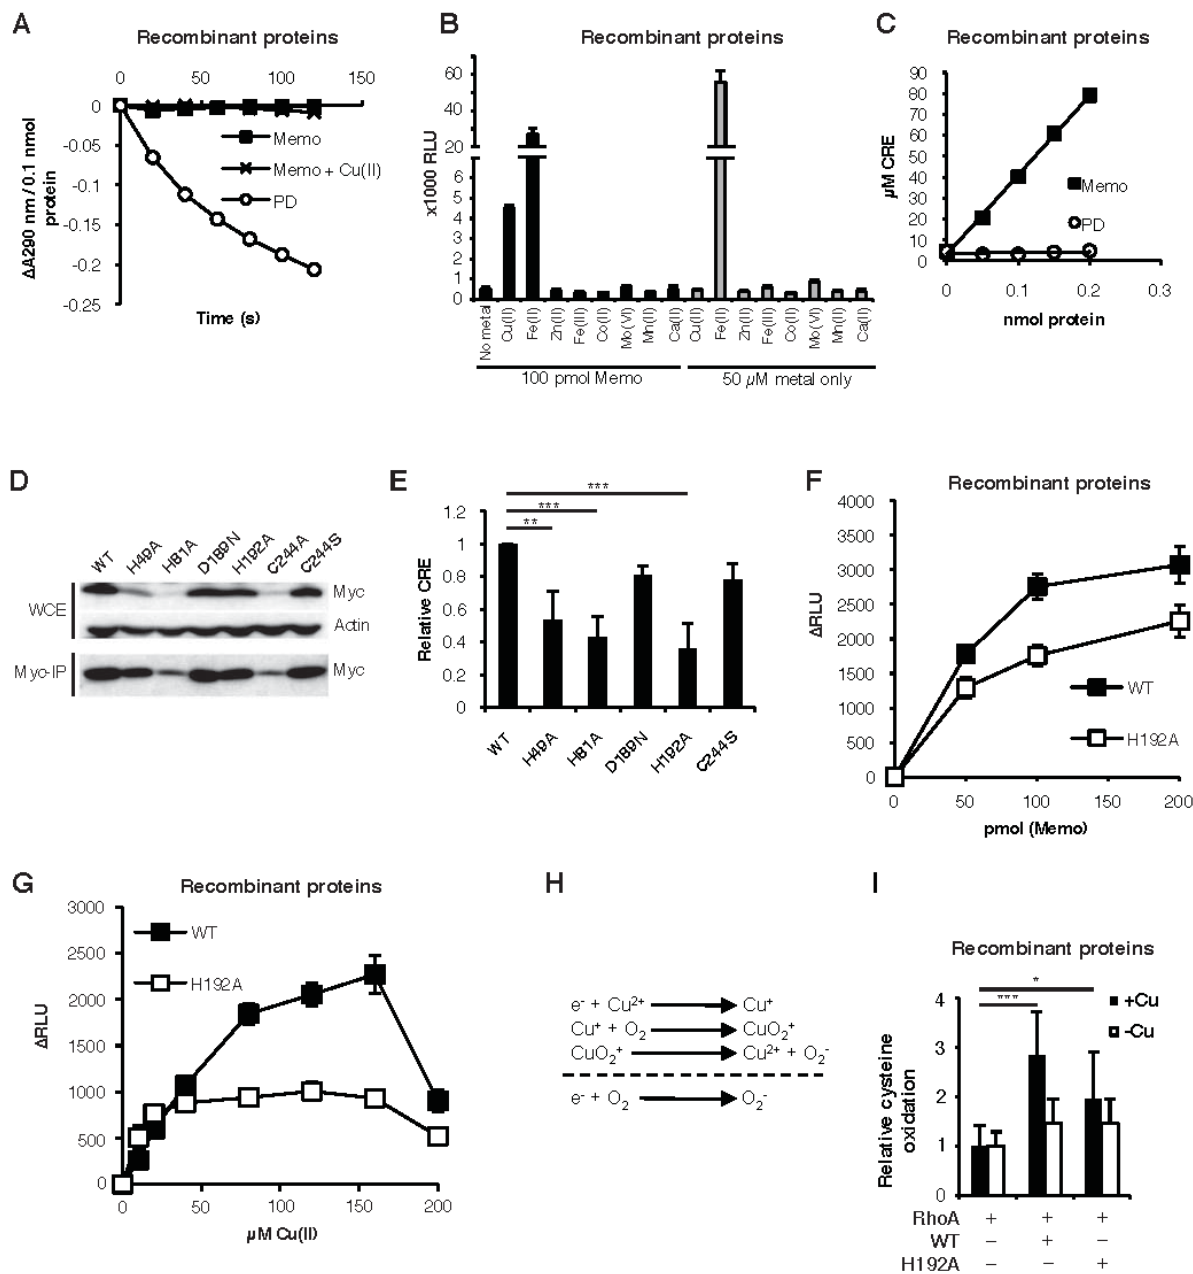 A
Recombinant proteins
0
50
100
150
0
-0.05
-0.1
-0.15
-0.2
-0.25
ΔA290 nm / 0.1 nmol
protein
Memo
Memo + Cu(II)
PD
Time (s)
B
Recombinant proteins
60
40
20
6
5
4
3
2
1
0
x1000 RLU
No metal
Cu(II)
Fe(II)
Zn(II)
Fe(III)
Co(II)
Mo(VI)
Mn(II)
Ca(II)
Cu(II)
Fe(II)
Zn(II)
Fe(III)
Co(II)
Mo(VI)
Mn(II)
Ca(II)
100 pmol Memo
50 µM metal only
C
Recombinant proteins
90
80
70
60
50
40
30
20
10
0
µM CRE
Memo
PD
0
0.1
0.2
0.3
nmol protein
D
WT
H49A
H81A
D189N
H192A
C244A
C244S
WCE
Myc
Actin
Myc-IP
Myc
E
***
***
**
1.2
1
0.8
0.6
0.4
0.2
0
Relative CRE
WT
H49A
H81A
D189N
H192A
C244S
F
Recombinant proteins
4000
3500
3000
2500
2000
1500
1000
500
0
ΔRLU
WT
H192A
0
50
100
150
200
pmol (Memo)
G
Recombinant proteins
3000
2500
2000
1500
1000
500
0
ΔRLU
WT
H192A
0
50
100
150
200
µM Cu(II)
H
e⁻ + Cu²⁺ → Cu⁺
Cu⁺ + O₂ → CuO₂⁺
CuO₂⁺ → Cu²⁺ + O₂⁻
e⁻ + O₂ → O₂⁻
I
Recombinant proteins
*
***
+Cu
-Cu
4
3
2
1
0
Relative cysteine
oxidation
RhoA + + +
WT – + –
H192A – – +